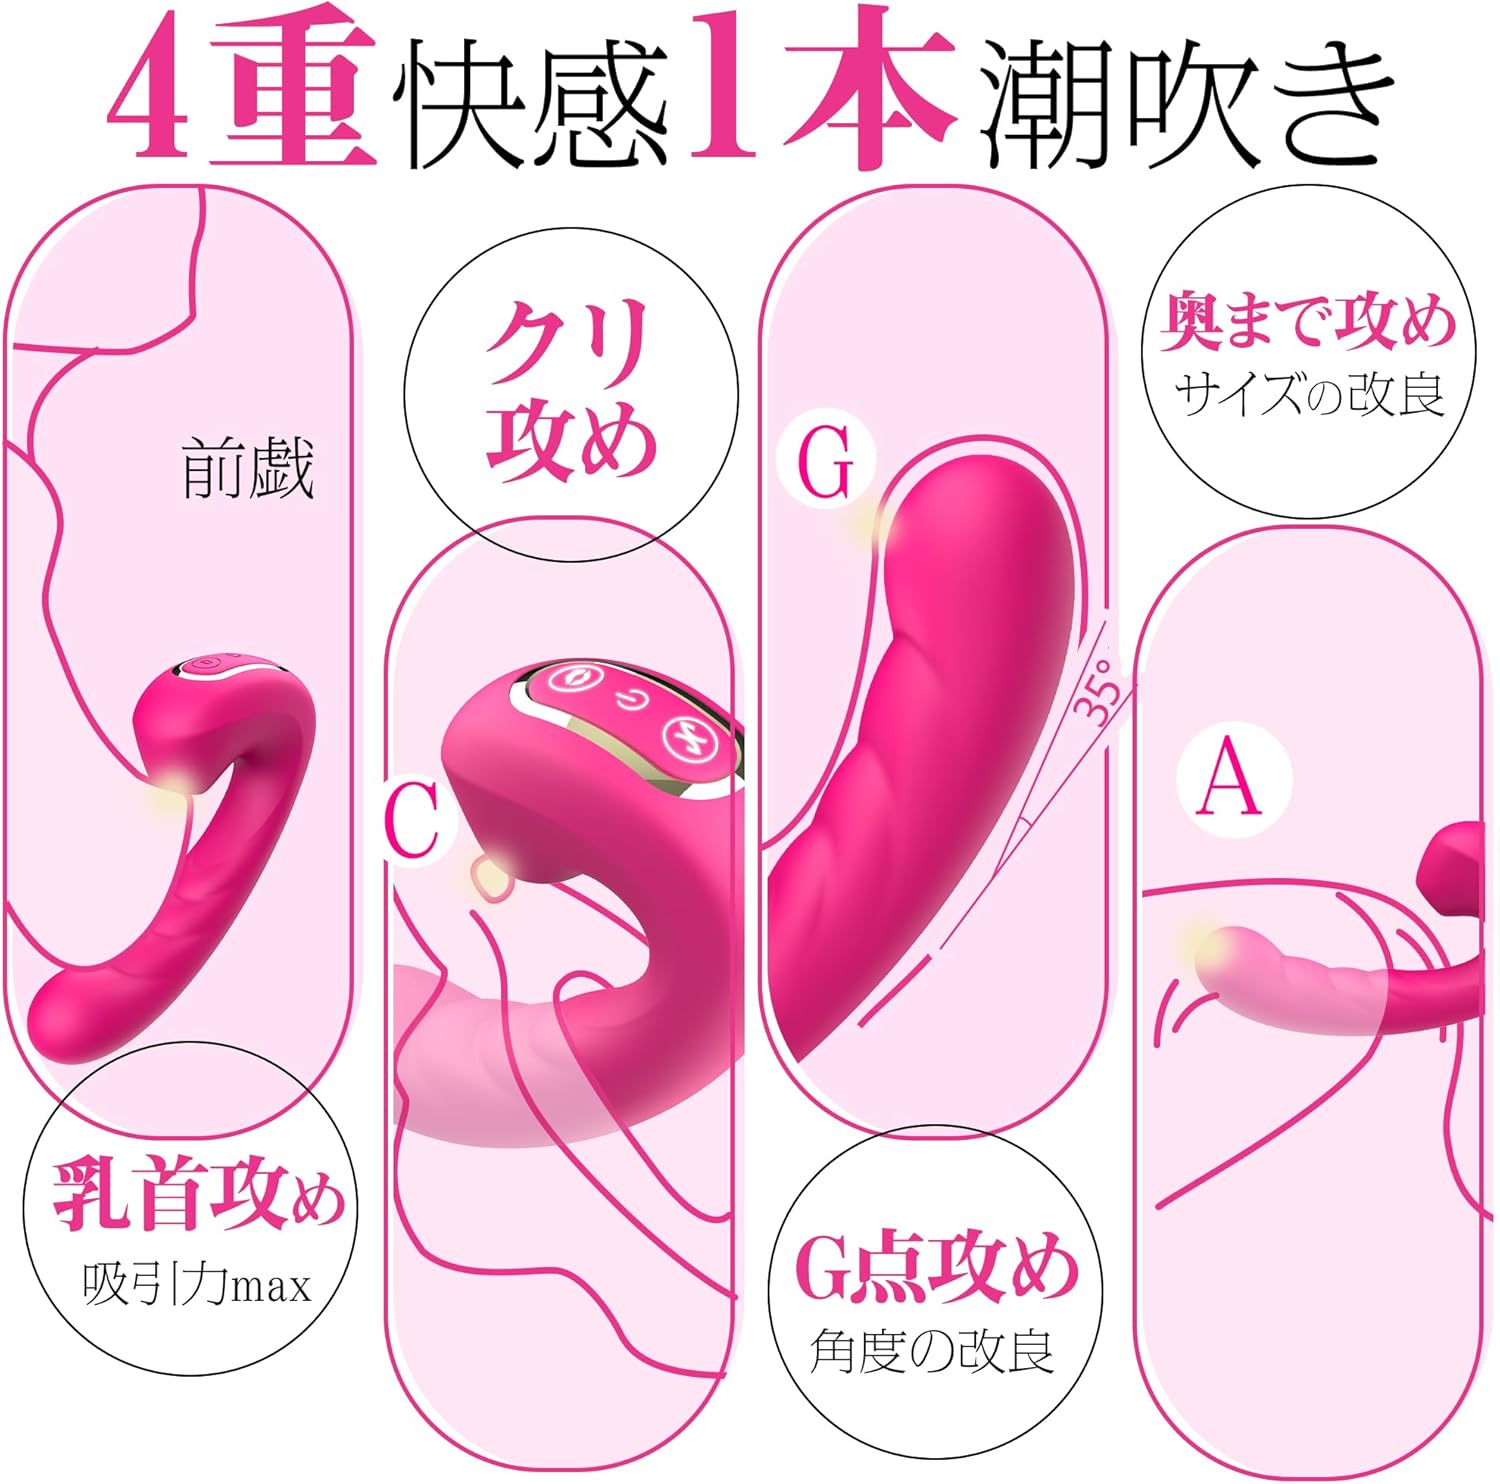 4重快感1本潮吹き
前戯
乳首攻め
吸引力max
クリ
攻め
C
G
35°
G点攻め
角度の改良
奥まで攻め
サイズの改良
A